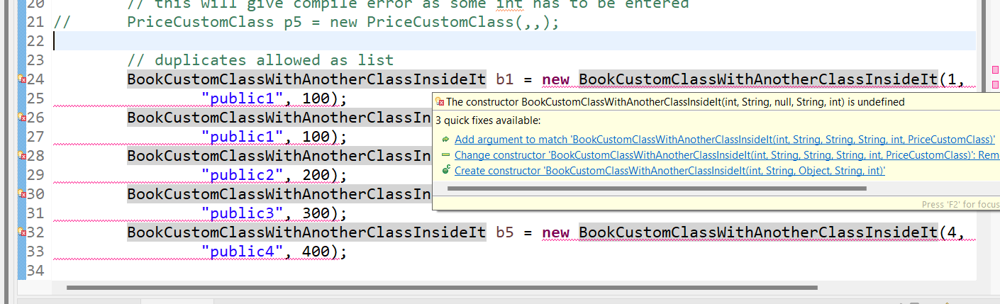 20 // this will give compile error as some int has to be entered
21 // PriceCustomClass p5 = new PriceCustomClass(,,);
22
23 // duplicates allowed as list
24 BookCustomClassWithAnotherClassInsideIt b1 = new BookCustomClassWithAnotherClassInsideIt(1,
25 "public1", 100);
The constructor BookCustomClassWithAnotherClassInsideIt(int, String, null, String, int) is undefined
26 BookCustomClassWithAnotherClassIn
3 quick fixes available:
27 "public1", 100);
Add argument to match 'BookCustomClassWithAnotherClassInsideIt(int, String, String, String, int, PriceCustomClass)'
28 BookCustomClassWithAnotherClassIn
Change constructor 'BookCustomClassWithAnotherClassInsideIt(int, String, String, String, int, PriceCustomClass)': Rem
29 "public2", 200);
Create constructor 'BookCustomClassWithAnotherClassInsideIt(int, String, Object, String, int)'
30 BookCustomClassWithAnotherClassIn
Press 'F2' for focus
31 "public3", 300);
32 BookCustomClassWithAnotherClassInsideIt b5 = new BookCustomClassWithAnotherClassInsideIt(4,
33 "public4", 400);
34